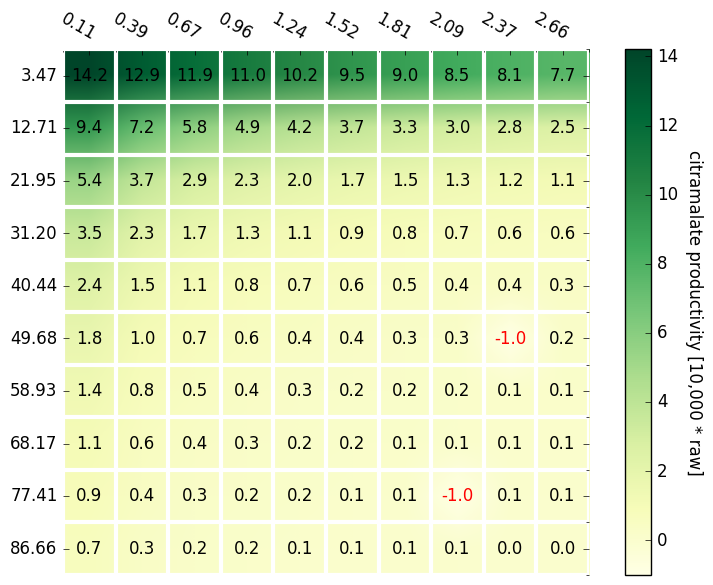 0.11 0.39 0.67 0.96 1.24 1.52 1.81 2.09 2.37 2.66
3.47 14.2 12.9 11.9 11.0 10.2 9.5 9.0 8.5 8.1 7.7
12.71 9.4 7.2 5.8 4.9 4.2 3.7 3.3 3.0 2.8 2.5
21.95 5.4 3.7 2.9 2.3 2.0 1.7 1.5 1.3 1.2 1.1
31.20 3.5 2.3 1.7 1.3 1.1 0.9 0.8 0.7 0.6 0.6
40.44 2.4 1.5 1.1 0.8 0.7 0.6 0.5 0.4 0.4 0.3
49.68 1.8 1.0 0.7 0.6 0.4 0.4 0.3 0.3 -1.0 0.2
58.93 1.4 0.8 0.5 0.4 0.3 0.2 0.2 0.2 0.1 0.1
68.17 1.1 0.6 0.4 0.3 0.2 0.2 0.1 0.1 0.1 0.1
77.41 0.9 0.4 0.3 0.2 0.2 0.1 0.1 -1.0 0.1 0.1
86.66 0.7 0.3 0.2 0.2 0.1 0.1 0.1 0.1 0.0 0.0
14
12
10
8
6
4
2
0
citramalate productivity [10,000 * raw]